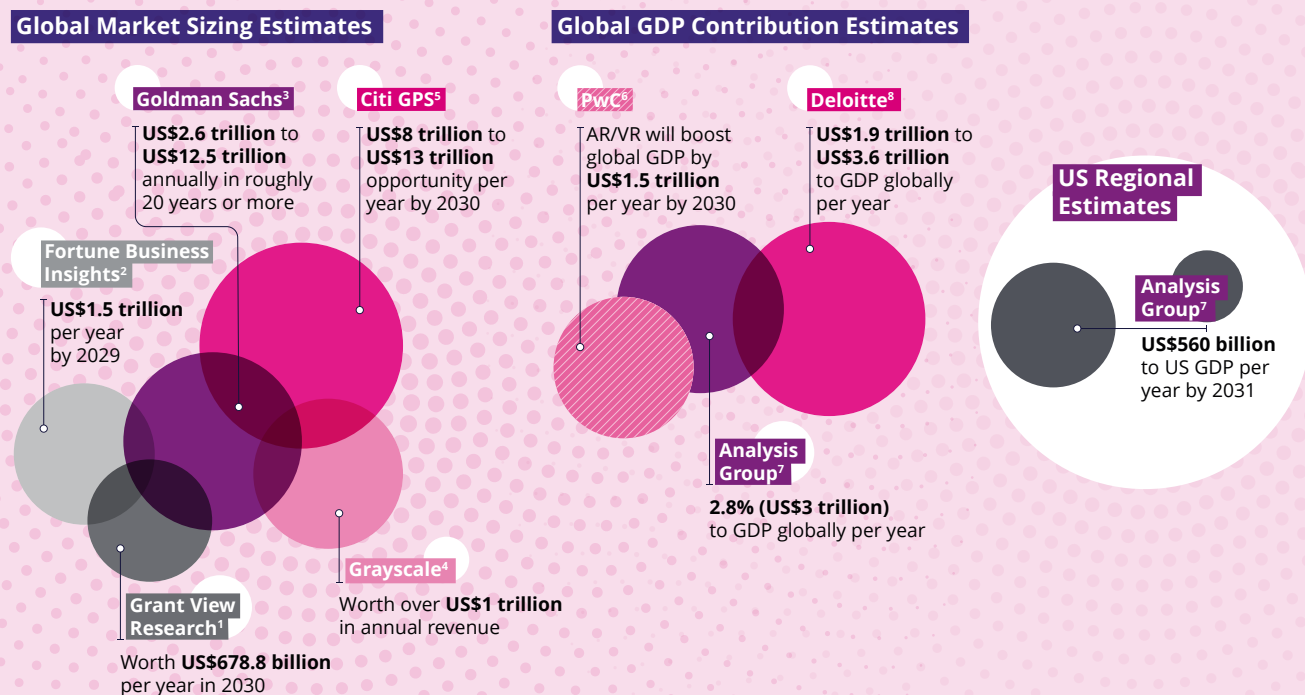 Global Market Sizing Estimates
Goldman Sachs³
US$2.6 trillion to
US$12.5 trillion
annually in roughly
20 years or more
Citi GPS⁵
US$8 trillion to
US$13 trillion
opportunity per
year by 2030
Fortune Business
Insights²
US$1.5 trillion
per year
by 2029
Grayscale⁴
Worth over US$1 trillion
in annual revenue
Grant View
Research¹
Worth US$678.8 billion
per year in 2030
Global GDP Contribution Estimates
PwC⁶
AR/VR will boost
global GDP by
US$1.5 trillion
per year by 2030
Deloitte⁸
US$1.9 trillion to
US$3.6 trillion
to GDP globally
per year
Analysis
Group⁷
2.8% (US$3 trillion)
to GDP globally per year
US Regional
Estimates
Analysis
Group⁷
US$560 billion
to US GDP per
year by 2031